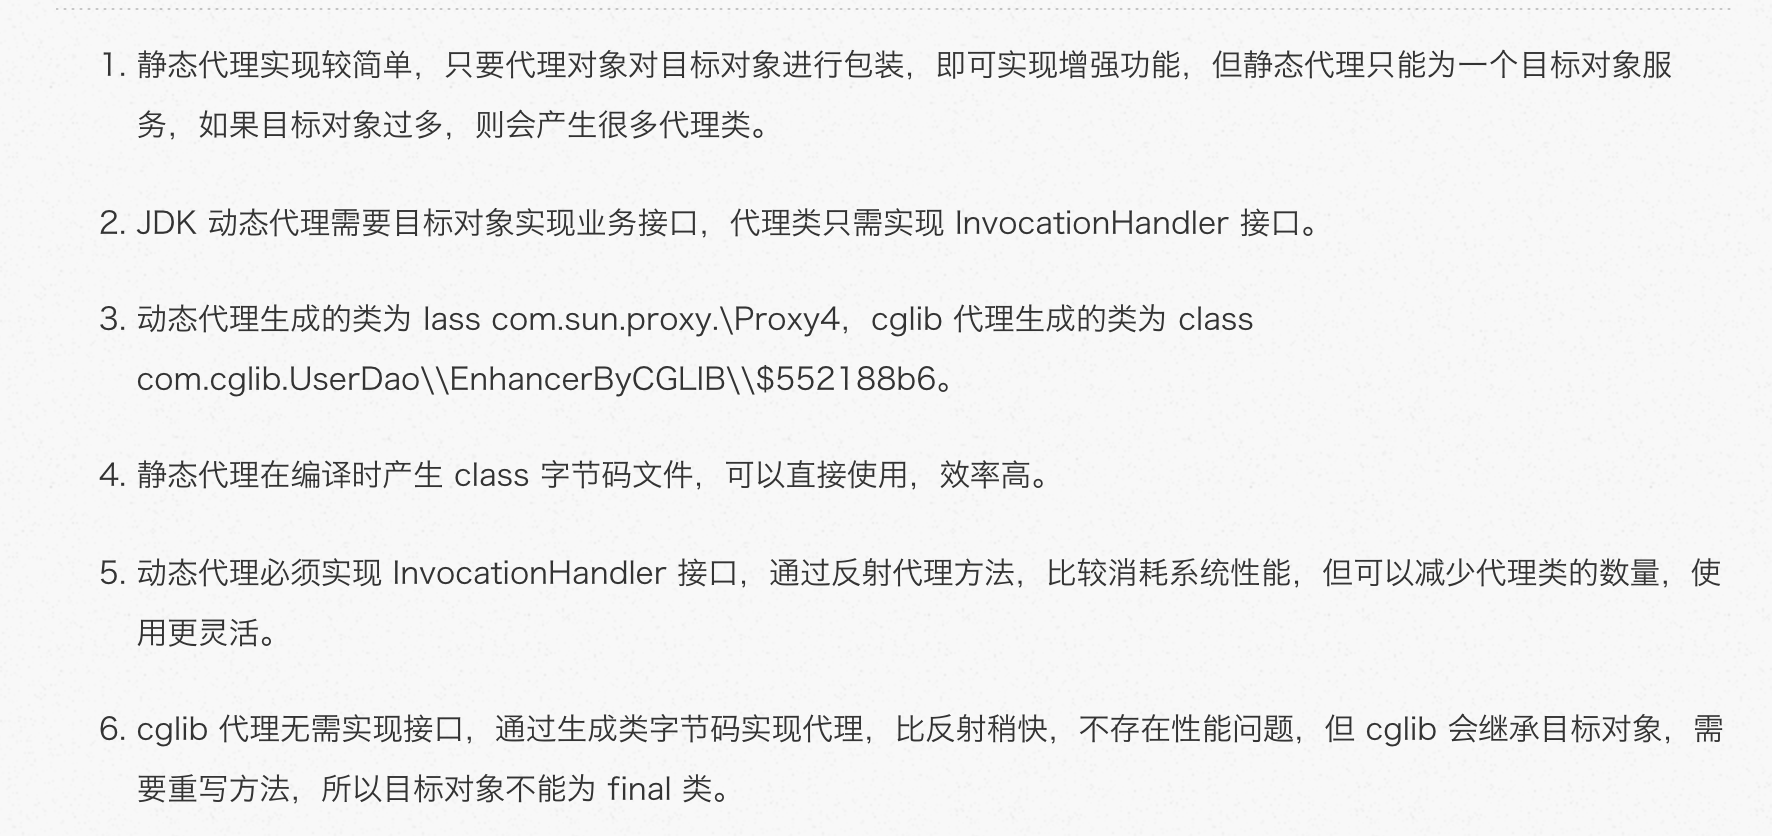 1. 静态代理实现较简单，只要代理对象对目标对象进行包装，即可实现增强功能，但静态代理只能为一个目标对象服
务，如果目标对象过多，则会产生很多代理类。
2. JDK 动态代理需要目标对象实现业务接口，代理类只需实现 InvocationHandler 接口。
3. 动态代理生成的类为 lass com.sun.proxy.\Proxy4，cglib 代理生成的类为 class
com.cglib.UserDao\\EnhancerByCGLIB\\$552188b6。
4. 静态代理在编译时产生 class 字节码文件，可以直接使用，效率高。
5. 动态代理必须实现 InvocationHandler 接口，通过反射代理方法，比较消耗系统性能，但可以减少代理类的数量，使
用更灵活。
6. cglib 代理无需实现接口，通过生成类字节码实现代理，比反射稍快，不存在性能问题，但 cglib 会继承目标对象，需
要重写方法，所以目标对象不能为 final 类。